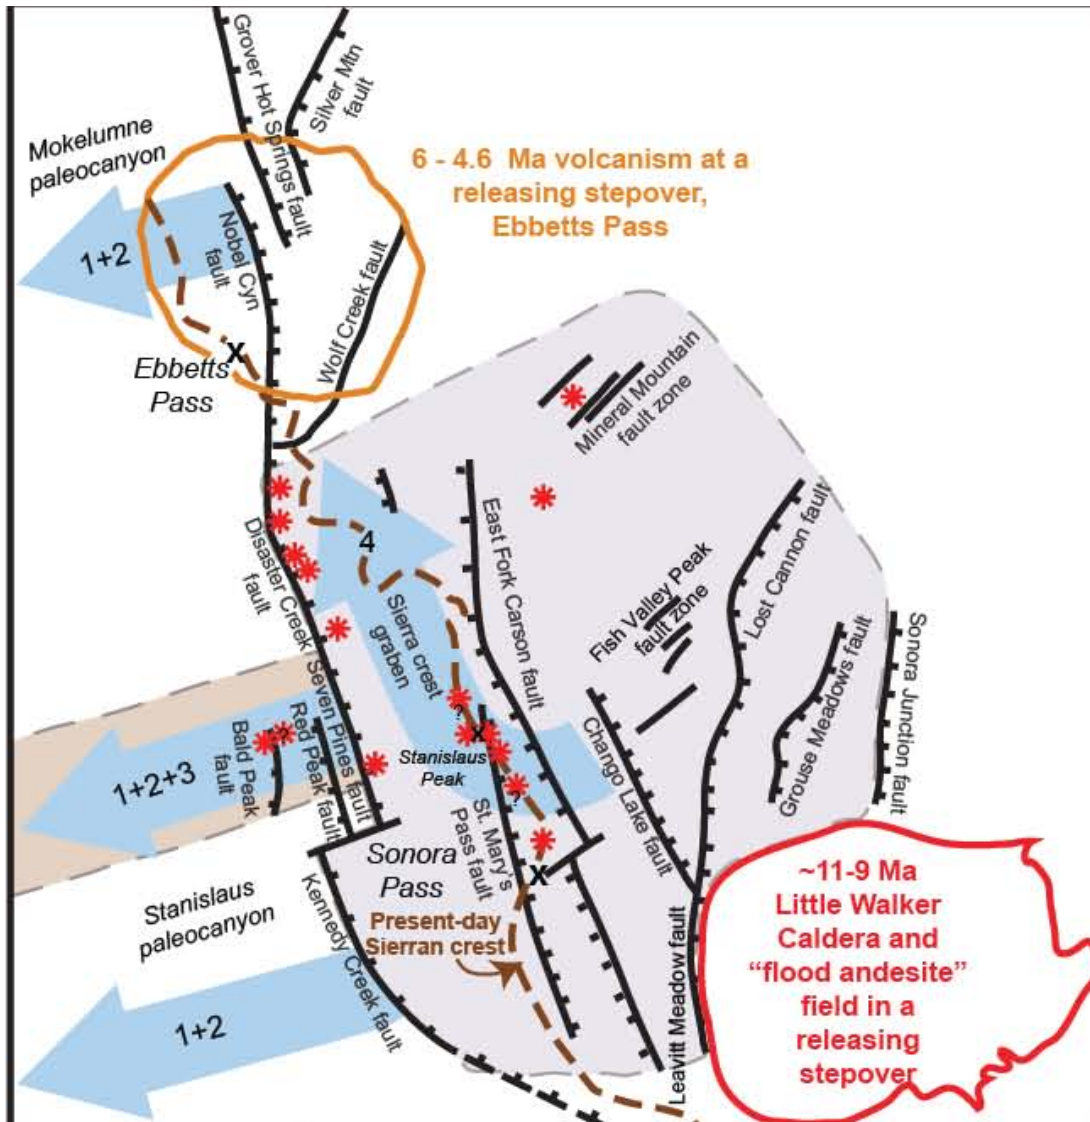 Grover Hot Springs fault
Silver Mtn
fault
Mokelumne
paleocanyon
6 - 4.6 Ma volcanism at a
releasing stepover,
Ebbetts Pass
1+2
Nobel Cyn
fault
Wolf Creek fault
x
Ebbetts
Pass
Mineral Mountain
fault zone
Disaster Creek
fault
4
East Fork Carson fault
Sierra crest
graben
Fish Valley Peak
fault zone
Lost Cannon fault
Grouse Meadows fault
Sonora Junction fault
Seven Pines fault
Red Peak fault
Bald Peak
fault
?
1+2+3
?
x
Stanislaus
Peak
?
Chango Lake fault
St. Mary's
Pass fault
Sonora
Pass
x
Stanislaus
paleocanyon
Kennedy Creek fault
Present-day
Sierran crest
1+2
Leavitt Meadow fault
~11-9 Ma
Little Walker
Caldera and
“flood andesite”
field in a
releasing
stepover